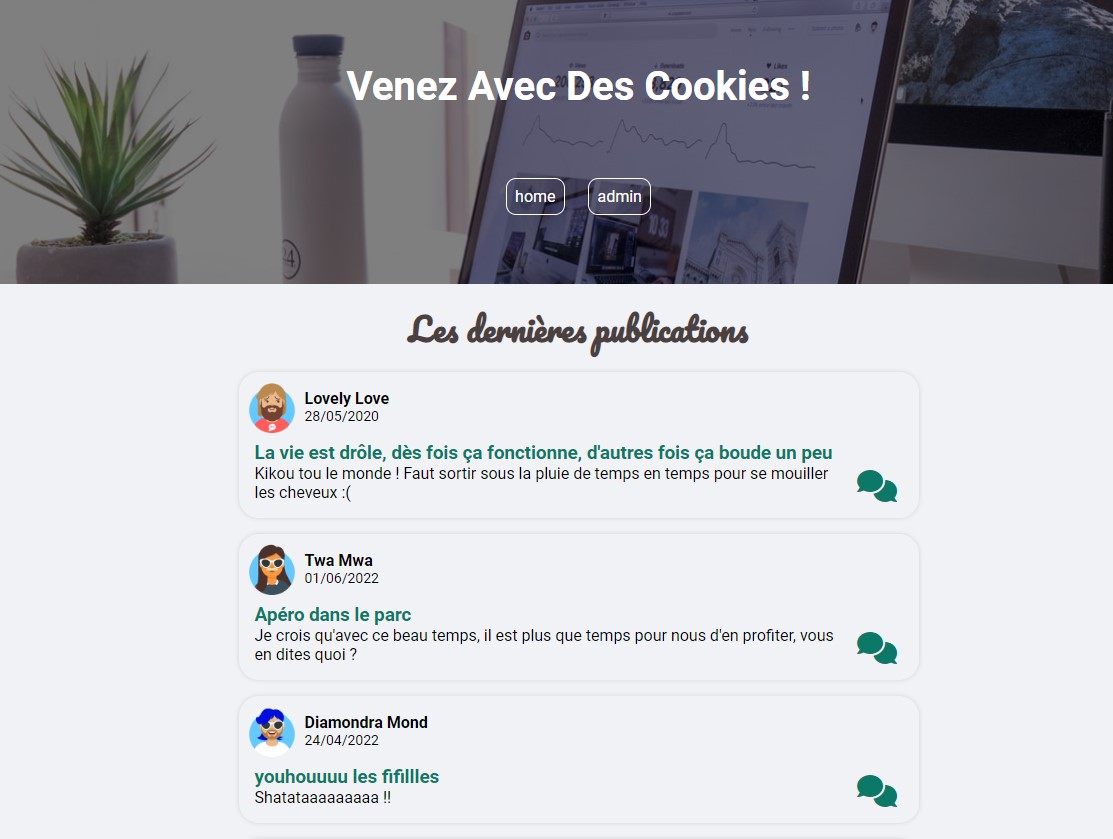 Venez Avec Des Cookies !
home
admin
Les dernières publications
Lovely Love
28/05/2020
La vie est drôle, dès fois ça fonctionne, d'autres fois ça boude un peu
Kikou tou le monde ! Faut sortir sous la pluie de temps en temps pour se mouiller
les cheveux :(
Twa Mwa
01/06/2022
Apéro dans le parc
Je crois qu'avec ce beau temps, il est plus que temps pour nous d'en profiter, vous
en dites quoi ?
Diamondra Mond
24/04/2022
youhouuuu les fifillles
Shatataaaaaaaaa !!